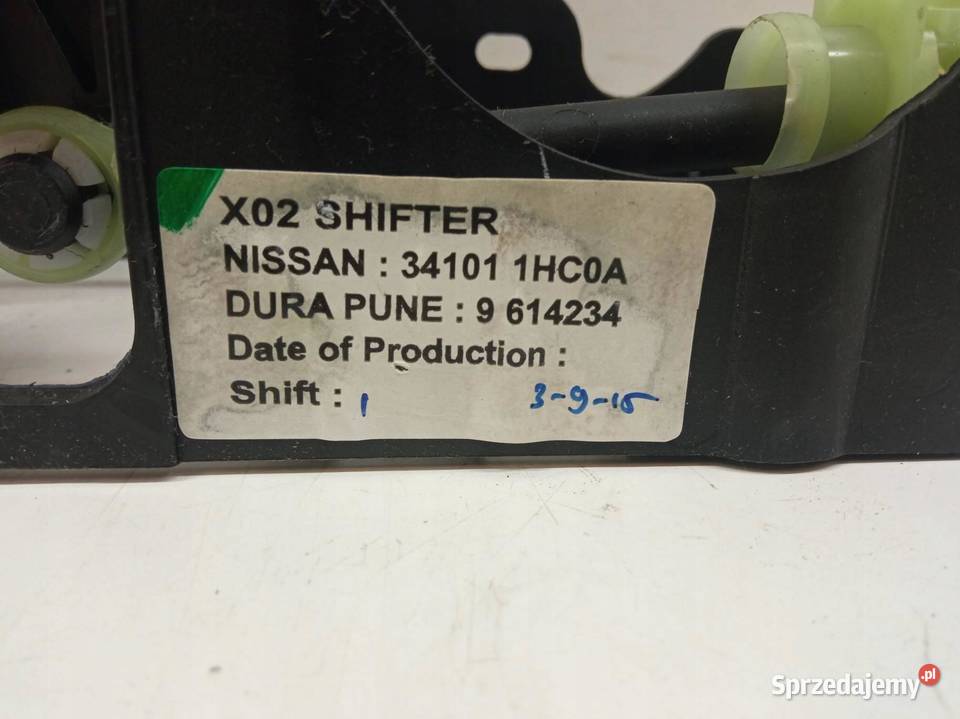 X02 SHIFTER
NISSAN : 34101 1HC0A
DURA PUNE : 9 614234
Date of Production :
Shift : 1 3-9-15
Sprzedajemy.pl